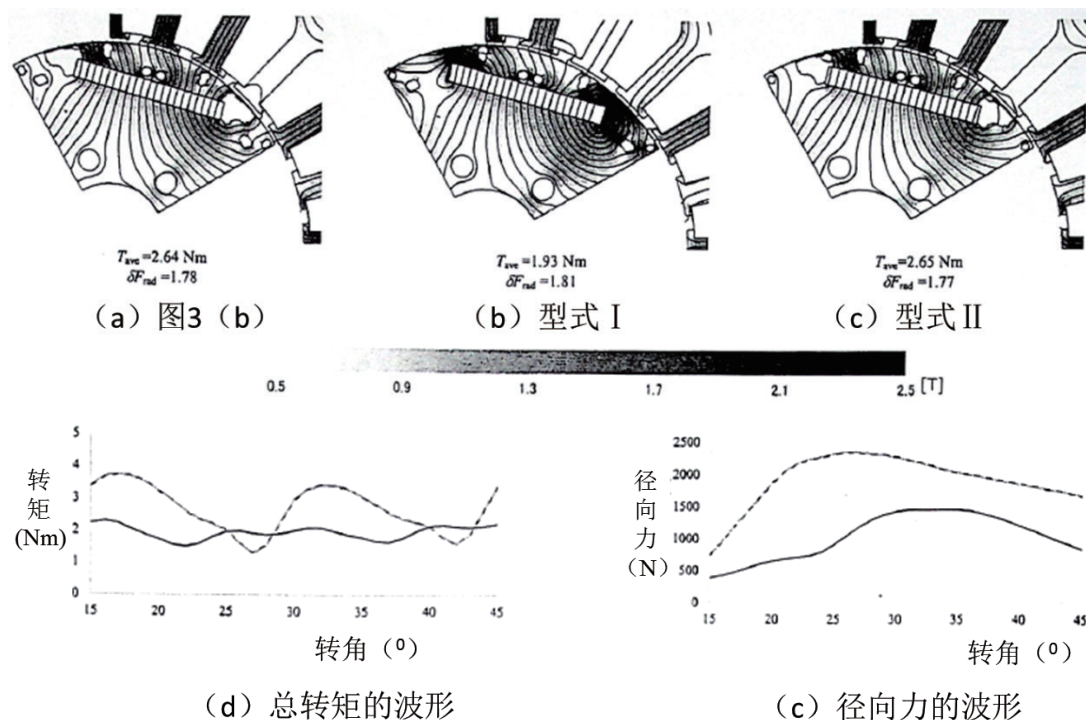 T_ave =2.64 Nm
δF_rad =1.78
(a)图3(b)
T_ave =1.93 Nm
δF_rad =1.81
(b)型式Ⅰ
T_ave =2.65 Nm
δF_rad =1.77
(c)型式Ⅱ
0.5 0.9 1.3 1.7 2.1 2.5 [T]
转矩(Nm)
5
4
3
2
1
0
15 20 25 30 35 40 45
转角(⁰)
(d)总转矩的波形
径向力(N)
2500
2000
1500
1000
500
0
15 20 25 30 35 40 45
转角(⁰)
(c)径向力的波形